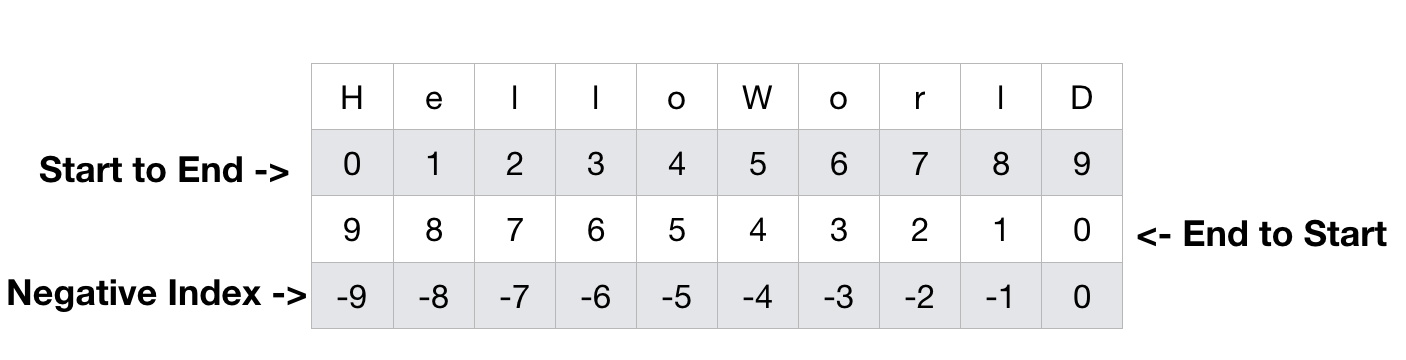 H e l l o W o r l D
Start to End -> 0 1 2 3 4 5 6 7 8 9
9 8 7 6 5 4 3 2 1 0 <- End to Start
Negative Index -> -9 -8 -7 -6 -5 -4 -3 -2 -1 0